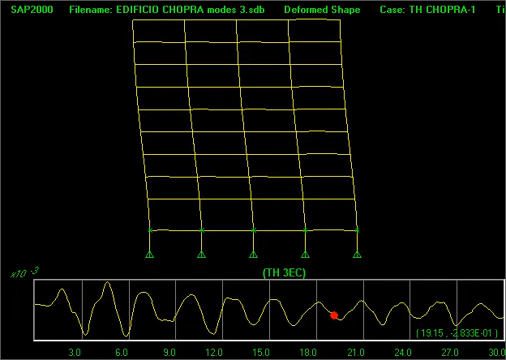 SAP2000 Filename: EDIFICIO CHOPRA modes 3.sdb Deformed Shape Case: TH CHOPRA-1 Ti
x10 -3
(TH 3EC)
(19.15 , -2.833E-01)
3.0 6.0 9.0 12.0 15.0 18.0 21.0 24.0 27.0 30.0